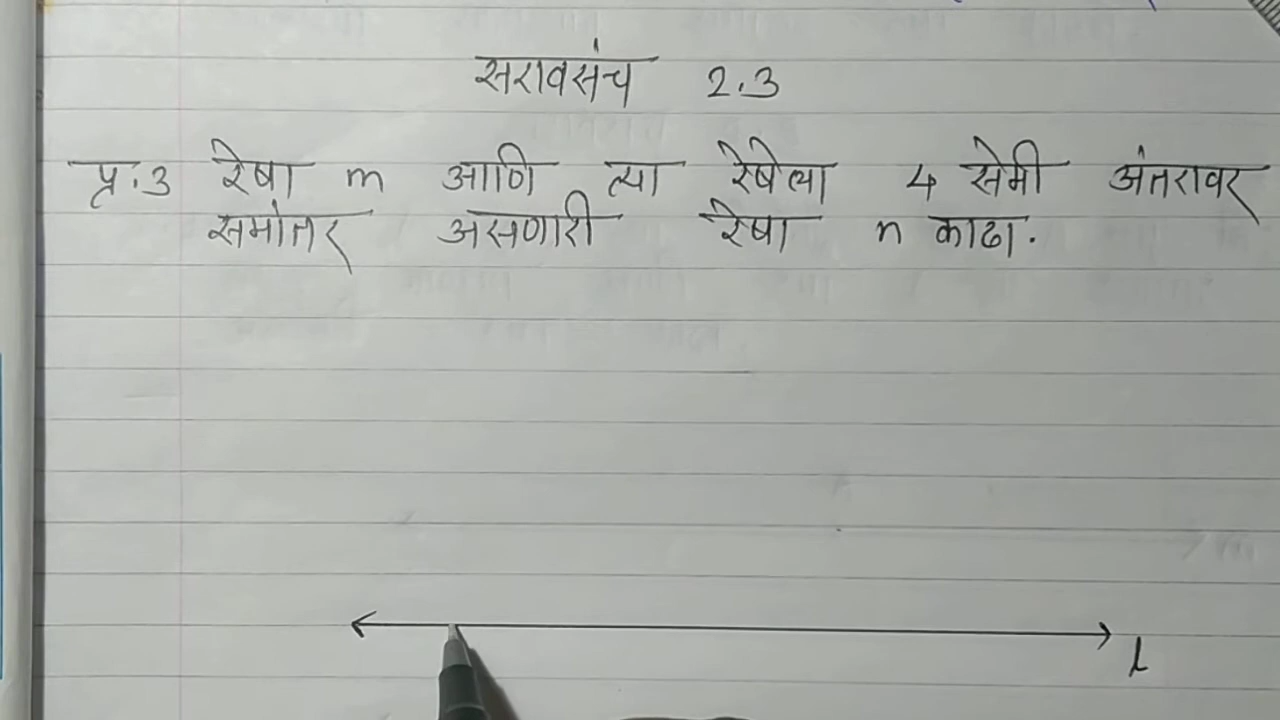 सरावसंच 2.3
प्र.3 रेषा m आणि त्या रेषेला 4 सेमी अंतरावर
समांतर असणारी रेषा n काढा.
l